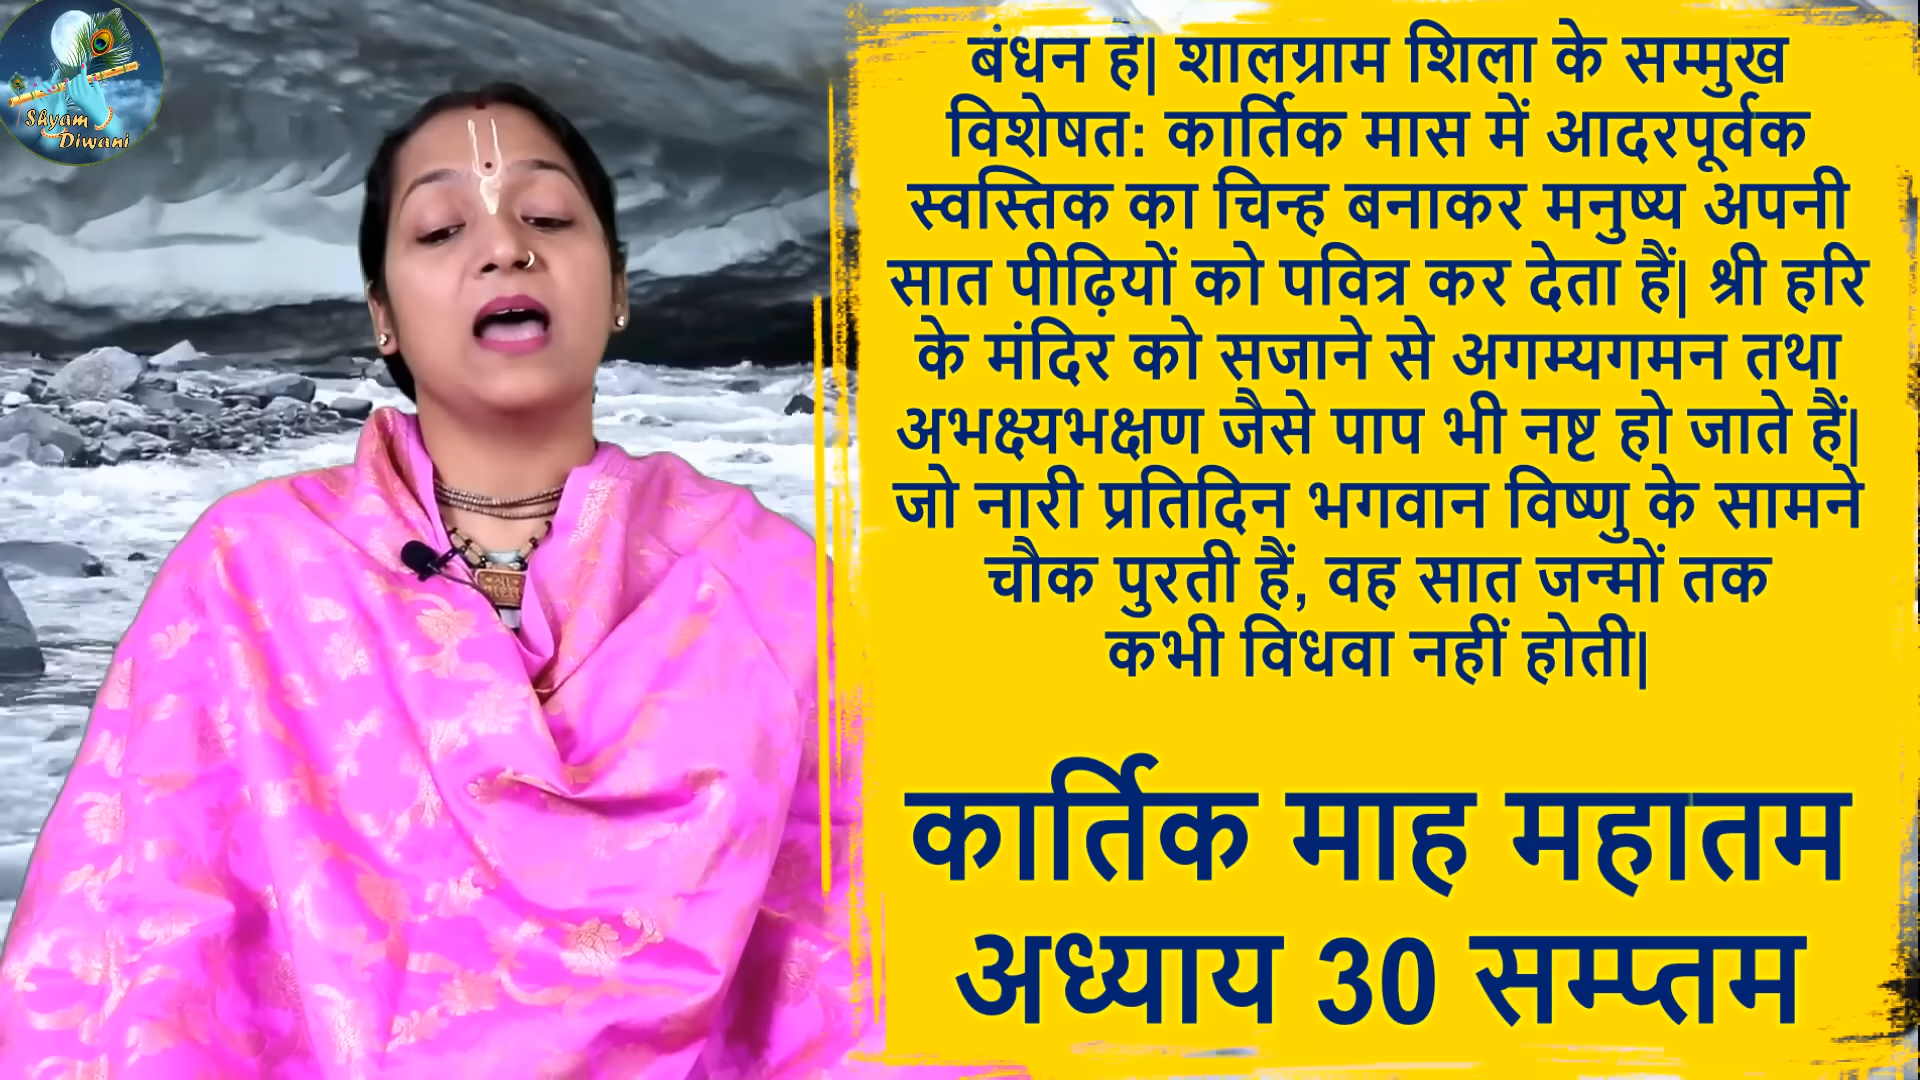 Shyam
Diwani
बंधन ह| शालग्राम शिला के सम्मुख
विशेषत: कार्तिक मास में आदरपूर्वक
स्वस्तिक का चिन्ह बनाकर मनुष्य अपनी
सात पीढ़ियों को पवित्र कर देता हैं| श्री हरि
के मंदिर को सजाने से अगम्यगमन तथा
अभक्ष्यभक्षण जैसे पाप भी नष्ट हो जाते हैं|
जो नारी प्रतिदिन भगवान विष्णु के सामने
चौक पुरती हैं, वह सात जन्मों तक
कभी विधवा नहीं होती|
कार्तिक माह महातम
अध्याय 30 सम्प्तम